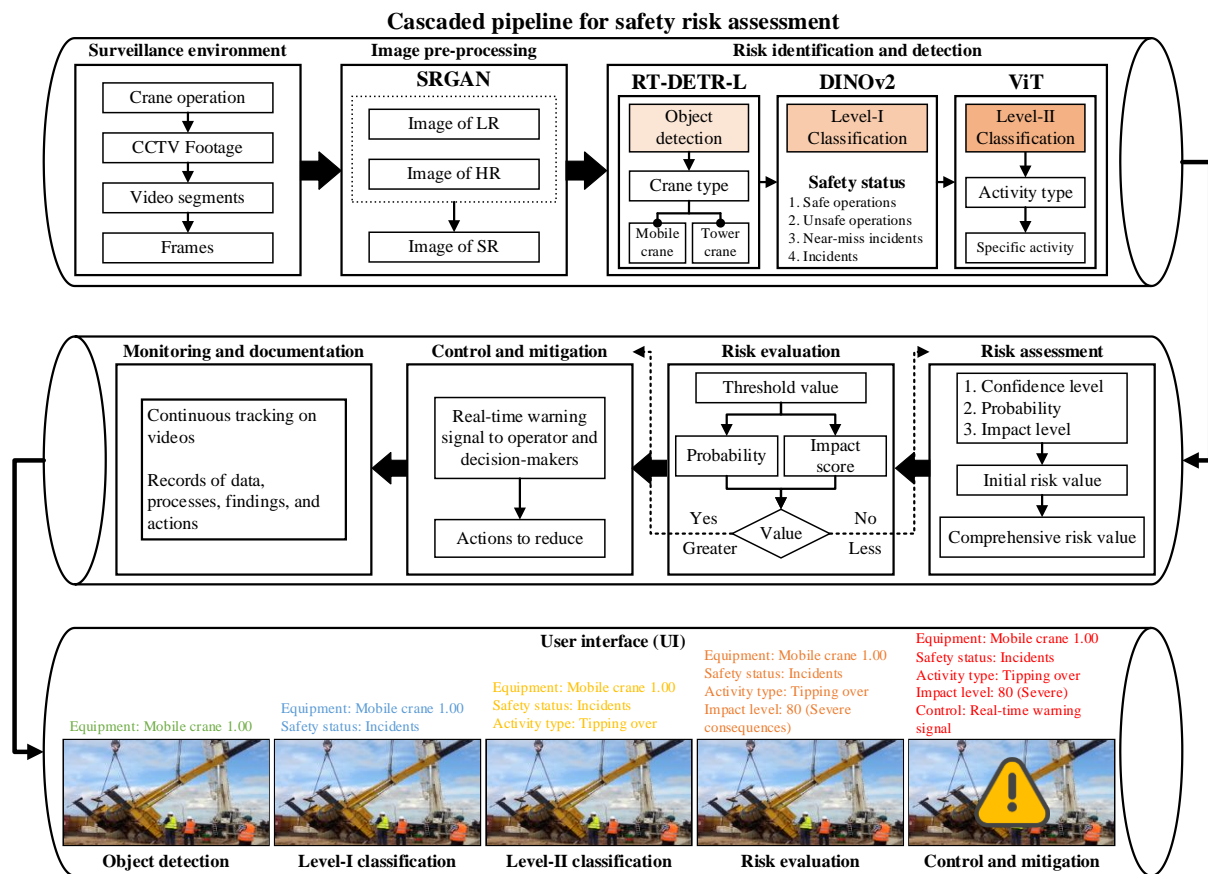 Cascaded pipeline for safety risk assessment
Surveillance environment
Crane operation
CCTV Footage
Video segments
Frames
Image pre-processing
SRGAN
Image of LR
Image of HR
Image of SR
Risk identification and detection
RT-DETR-L
Object
detection
Crane type
Mobile
crane
Tower
crane
DINOv2
Level-I
Classification
Safety status
1. Safe operations
2. Unsafe operations
3. Near-miss incidents
4. Incidents
ViT
Level-II
Classification
Activity type
Specific activity
Monitoring and documentation
Continuous tracking on
videos
Records of data,
processes, findings, and
actions
Control and mitigation
Real-time warning
signal to operator and
decision-makers
Actions to reduce
Risk evaluation
Threshold value
Probability
Impact
score
Yes
Greater
Value
No
Less
Risk assessment
1. Confidence level
2. Probability
3. Impact level
Initial risk value
Comprehensive risk value
User interface (UI)
Equipment: Mobile crane 1.00
Object detection
Equipment: Mobile crane 1.00
Safety status: Incidents
Level-I classification
Equipment: Mobile crane 1.00
Safety status: Incidents
Activity type: Tipping over
Level-II classification
Equipment: Mobile crane 1.00
Safety status: Incidents
Activity type: Tipping over
Impact level: 80 (Severe
consequences)
Risk evaluation
Equipment: Mobile crane 1.00
Safety status: Incidents
Activity type: Tipping over
Impact level: 80 (Severe)
Control: Real-time warning
signal
Control and mitigation